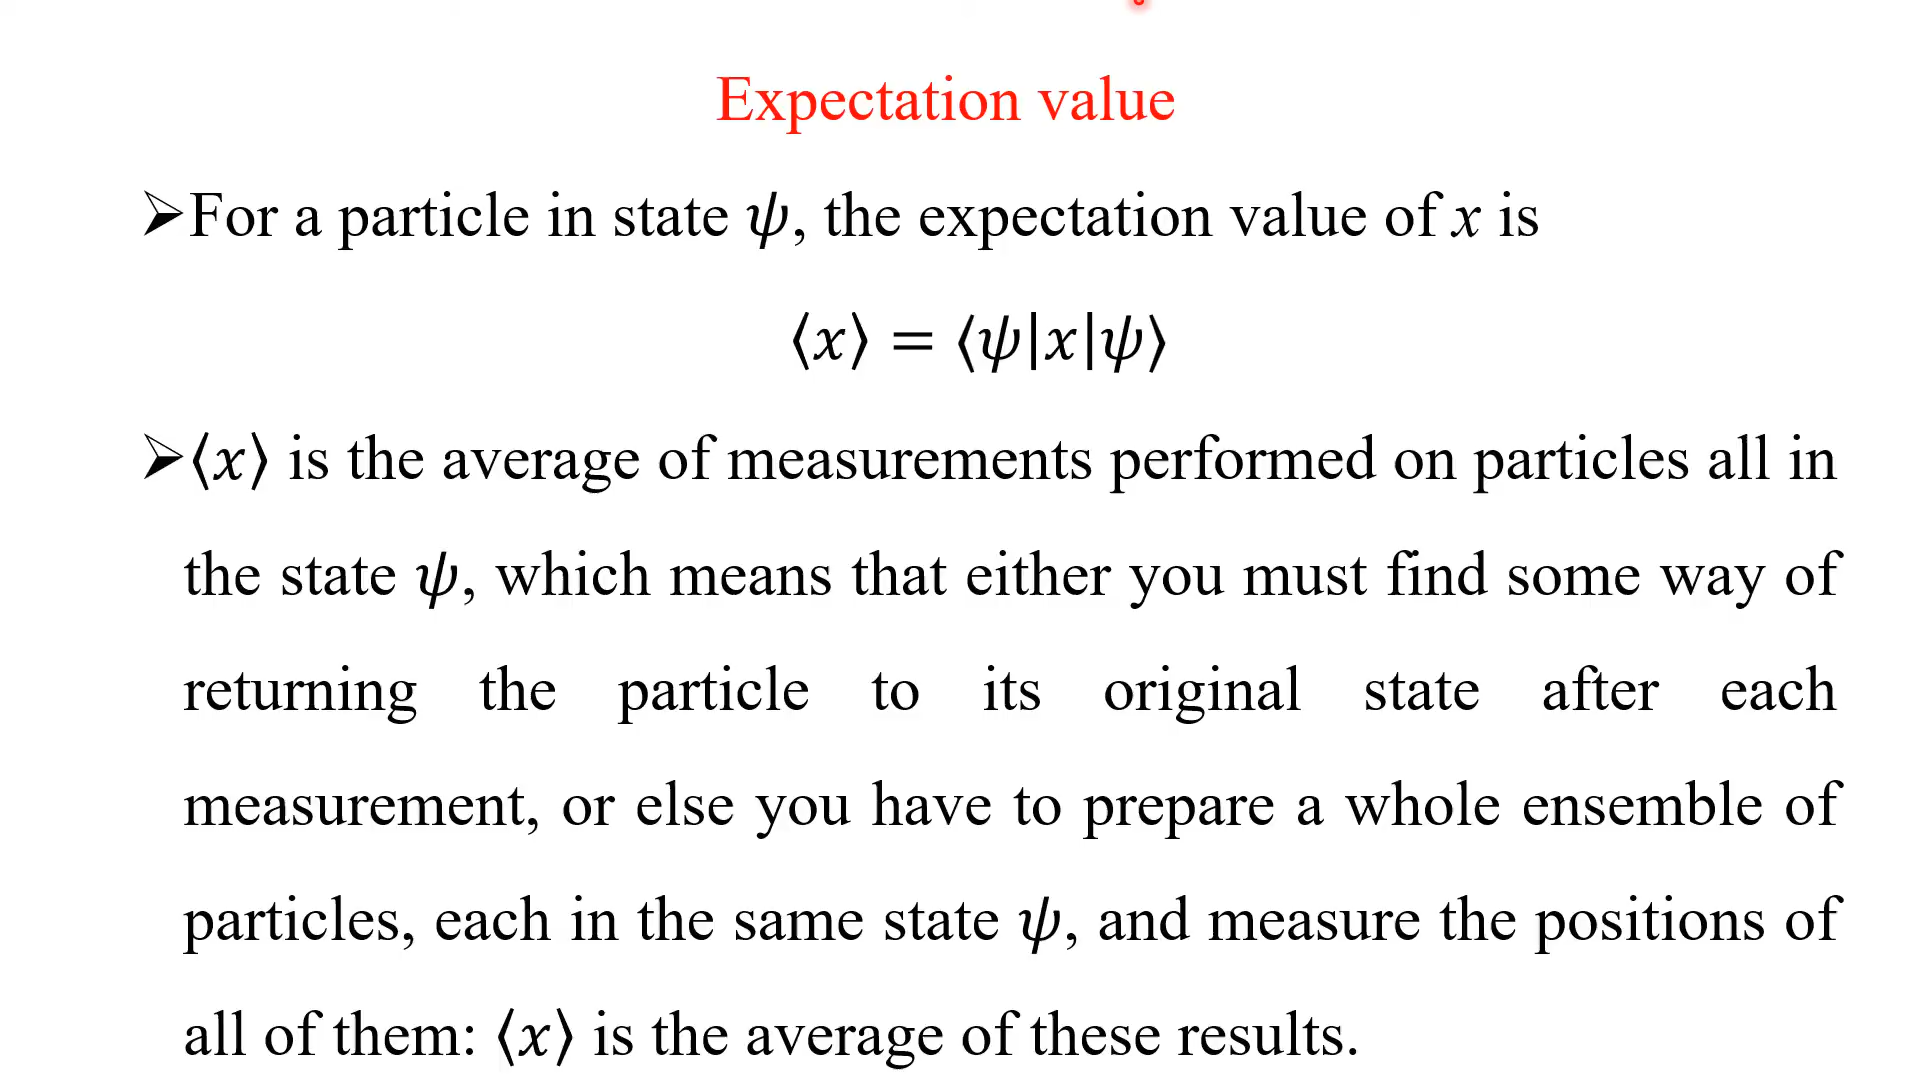 Expectation value
➢For a particle in state ψ, the expectation value of x is
⟨x⟩ = ⟨ψ|x|ψ⟩
➢⟨x⟩ is the average of measurements performed on particles all in
the state ψ, which means that either you must find some way of
returning the particle to its original state after each
measurement, or else you have to prepare a whole ensemble of
particles, each in the same state ψ, and measure the positions of
all of them: ⟨x⟩ is the average of these results.